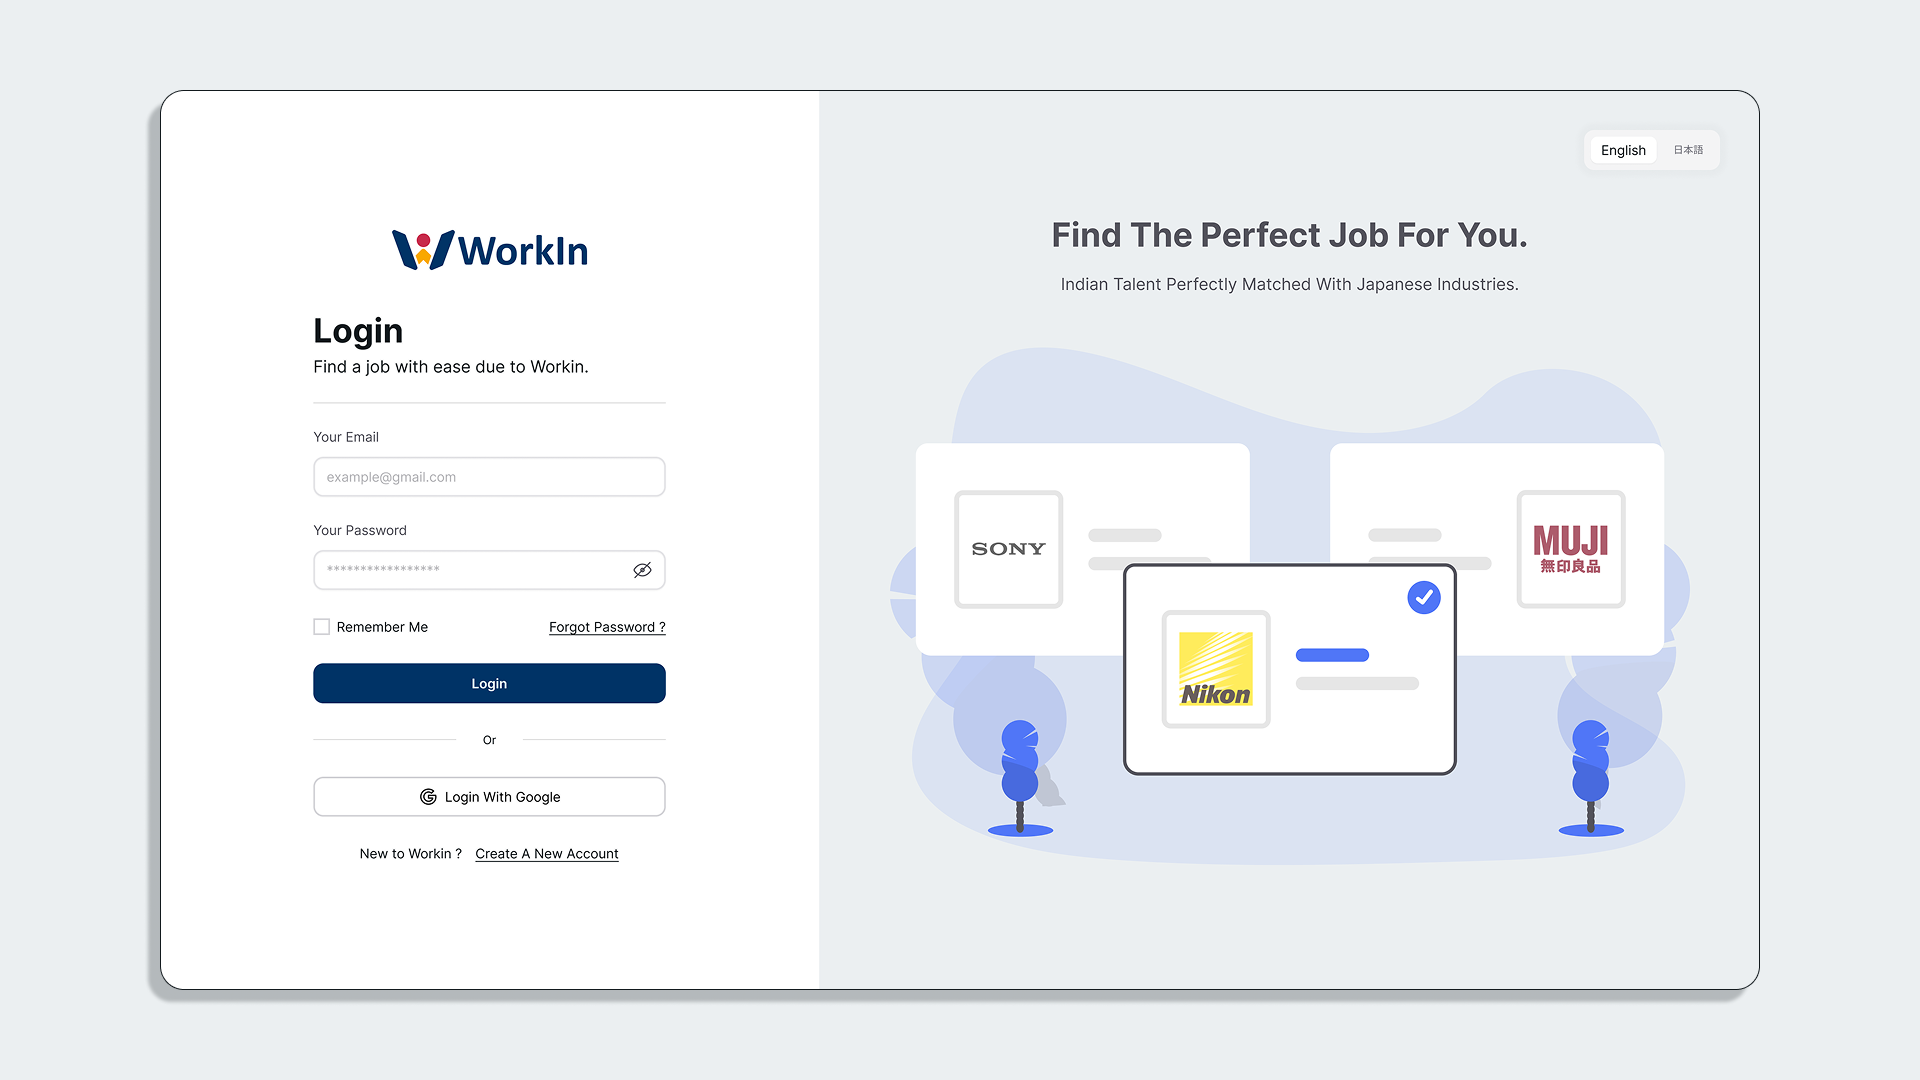 WorkIn
Login
Find a job with ease due to Workin.
Your Email
example@gmail.com
Your Password
*****************
Remember Me
Forgot Password ?
Login
Or
Login With Google
New to Workin ? Create A New Account
English
日本語
Find The Perfect Job For You.
Indian Talent Perfectly Matched With Japanese Industries.
SONY
MUJI
無印良品
Nikon